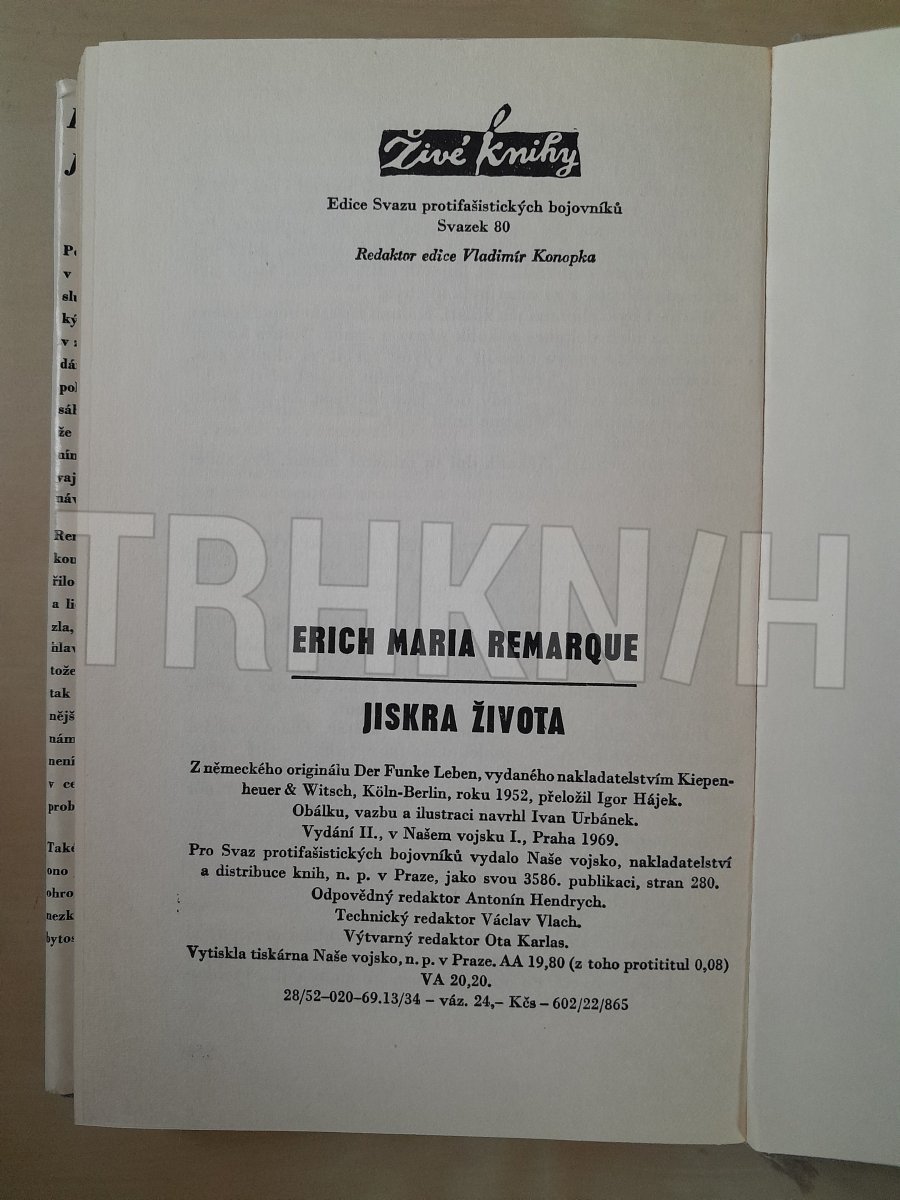 Živé knihy
Edice Svazu protifašistických bojovníků
Svazek 80
Redaktor edice Vladimír Konopka
TRHKN/H
ERICH MARIA REMARQUE
JISKRA ŽIVOTA
Z německého originálu Der Funke Leben, vydaného nakladatelstvím Kiepen-
heuer & Witsch, Köln-Berlin, roku 1952, přeložil Igor Hájek.
Obálku, vazbu a ilustraci navrhl Ivan Urbánek.
Vydání II., v Našem vojsku I., Praha 1969.
Pro Svaz protifašistických bojovníků vydalo Naše vojsko, nakladatelství
a distribuce knih, n. p. v Praze, jako svou 3586. publikaci, stran 280.
Odpovědný redaktor Antonín Hendrych.
Technický redaktor Václav Vlach.
Výtvarný redaktor Ota Karlas.
Vytiskla tiskárna Naše vojsko, n. p. v Praze. AA 19,80 (z toho protititul 0,08)
VA 20,20.
28/52–020–69.13/34 – váz. 24,– Kčs – 602/22/865